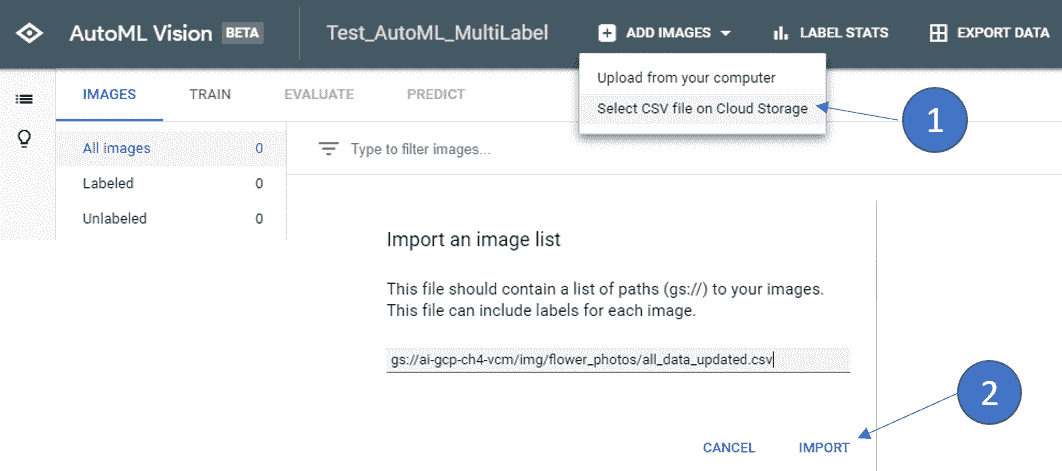 AutoML Vision BETA Test_AutoML_MultiLabel ADD IMAGES LABEL STATS EXPORT DATA
Upload from your computer
Select CSV file on Cloud Storage
1
IMAGES TRAIN EVALUATE PREDICT
All images 0
Labeled 0
Unlabeled 0
Type to filter images...
Import an image list
This file should contain a list of paths (gs://) to your images.
This file can include labels for each image.
gs://ai-gcp-ch4-vcm/img/flower_photos/all_data_updated.csv
2
CANCEL IMPORT